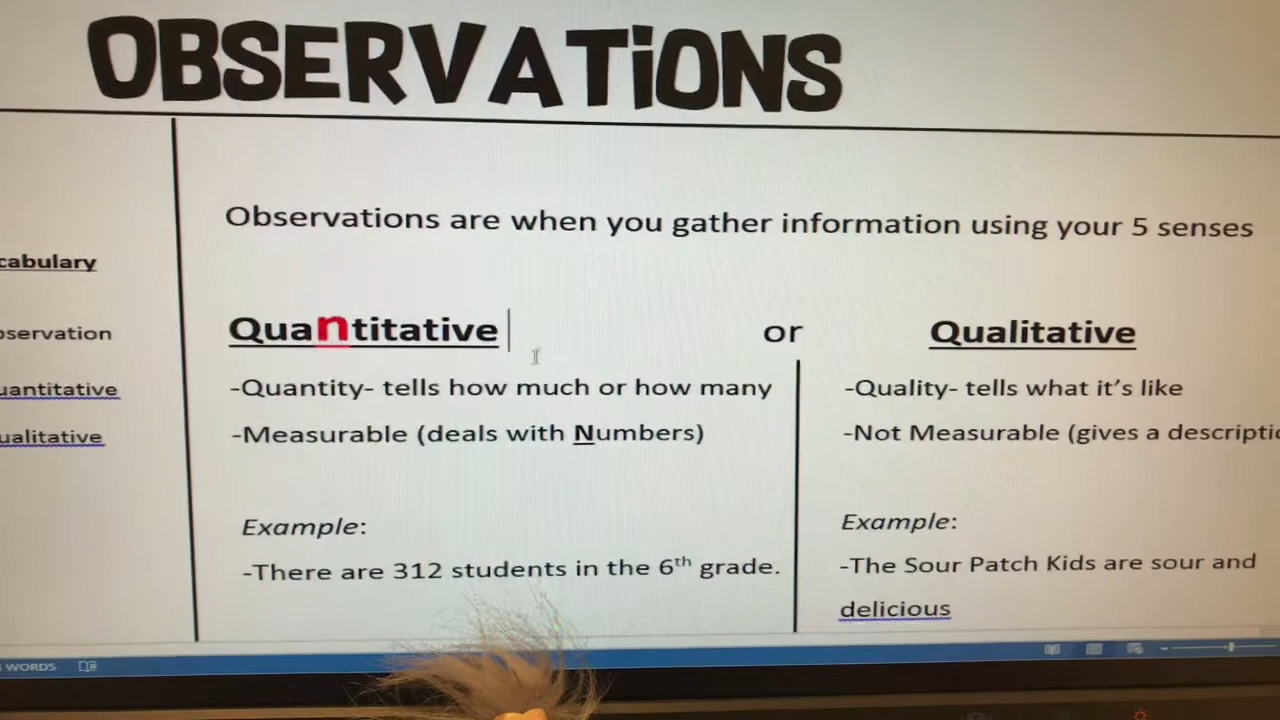 OBSERVATIONS
Observations are when you gather information using your 5 senses
cabulary
servation
uantitative
ualitative
Quantitative or Qualitative
-Quantity- tells how much or how many
-Measurable (deals with Numbers)
Example:
-There are 312 students in the 6th grade.
-Quality- tells what it's like
-Not Measurable (gives a descriptio
Example:
-The Sour Patch Kids are sour and
delicious
WORDS